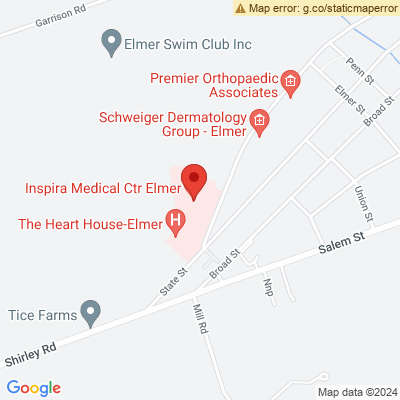 Map error: g.co/staticmaperror
Garrison Rd
Elmer Swim Club Inc
Penn St
Premier Orthopaedic
Associates
Elmer St
Broad St
Schweiger Dermatology
Group - Elmer
Inspira Medical Ctr Elmer
Union St
The Heart House-Elmer
H
Salem St
Broad St
State St
Nnp
Mill Rd
Tice Farms
Shirley Rd
Google
Map data ©2024